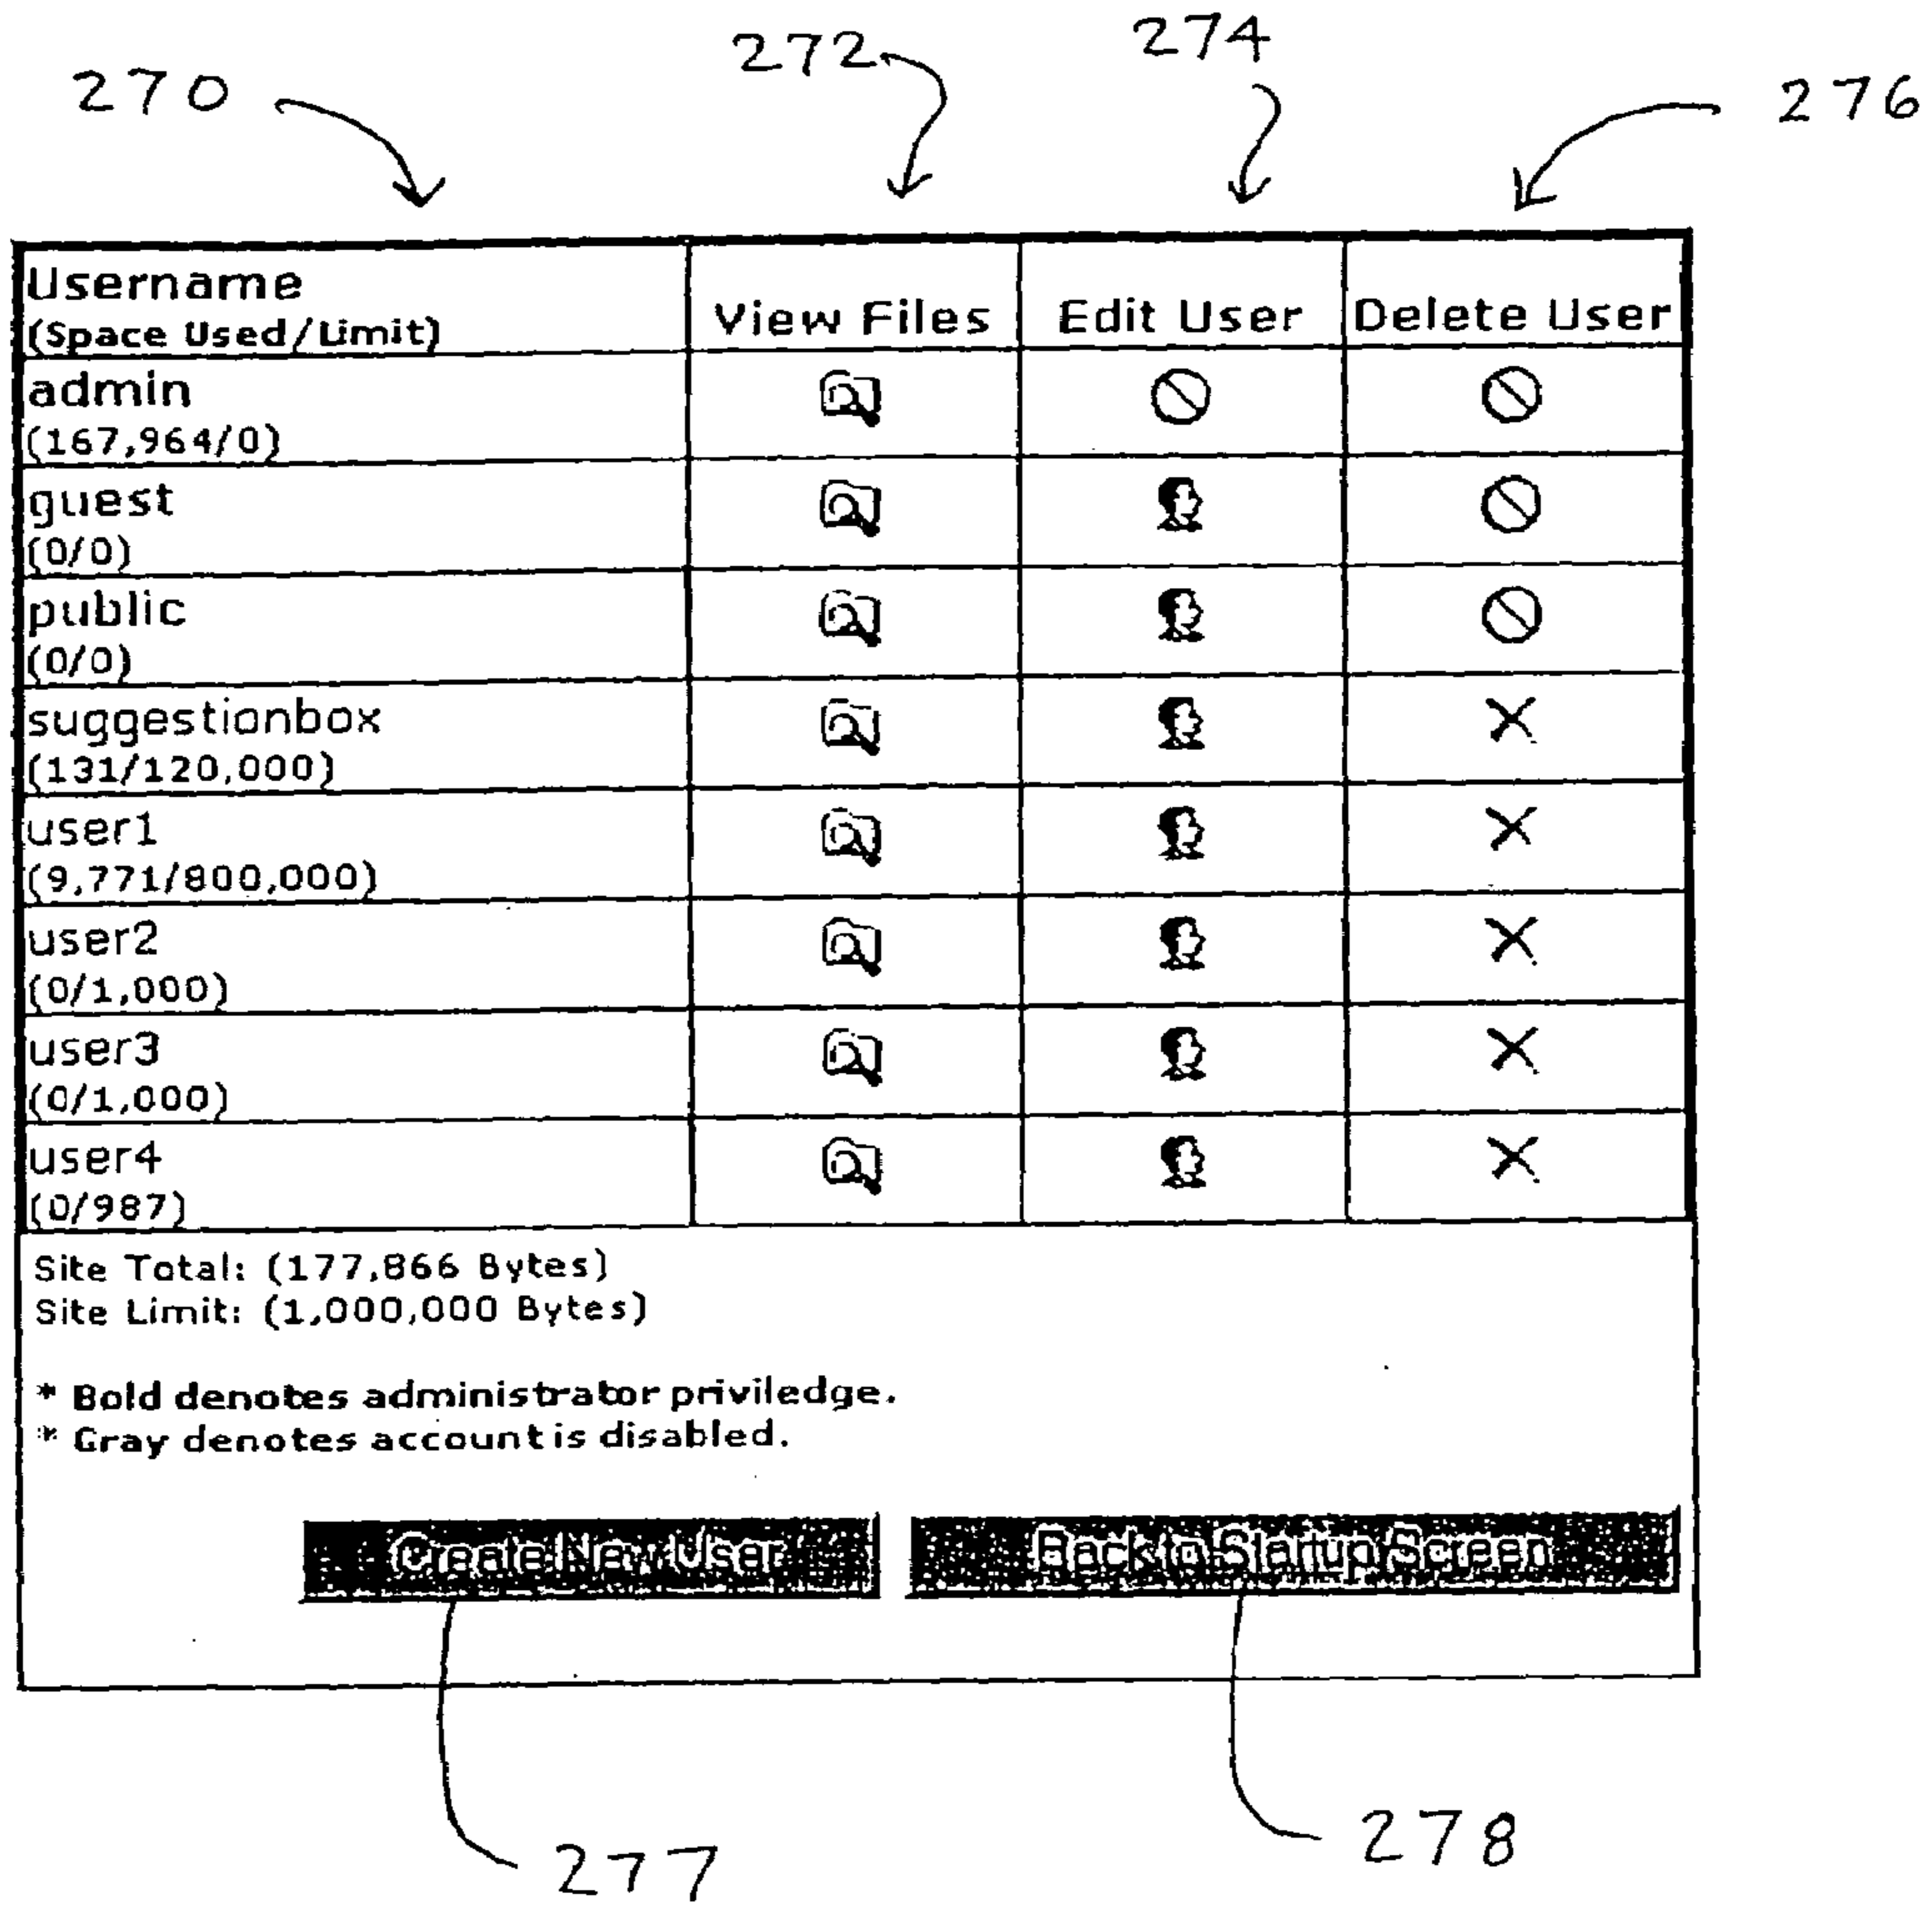 270
272
274
276
Username
(Space Used/Limit)
View Files
Edit User
Delete User
admin
(167,964/0)
guest
(0/0)
public
(0/0)
suggestionbox
(131/120,000)
user1
(9,771/800,000)
user2
(0/1,000)
user3
(0/1,000)
user4
(0/987)
Site Total: (177,866 Bytes)
Site Limit: (1,000,000 Bytes)
* Bold denotes administrator priviledge.
* Gray denotes account is disabled.
Create New User
Back to Startup Screen
277
278